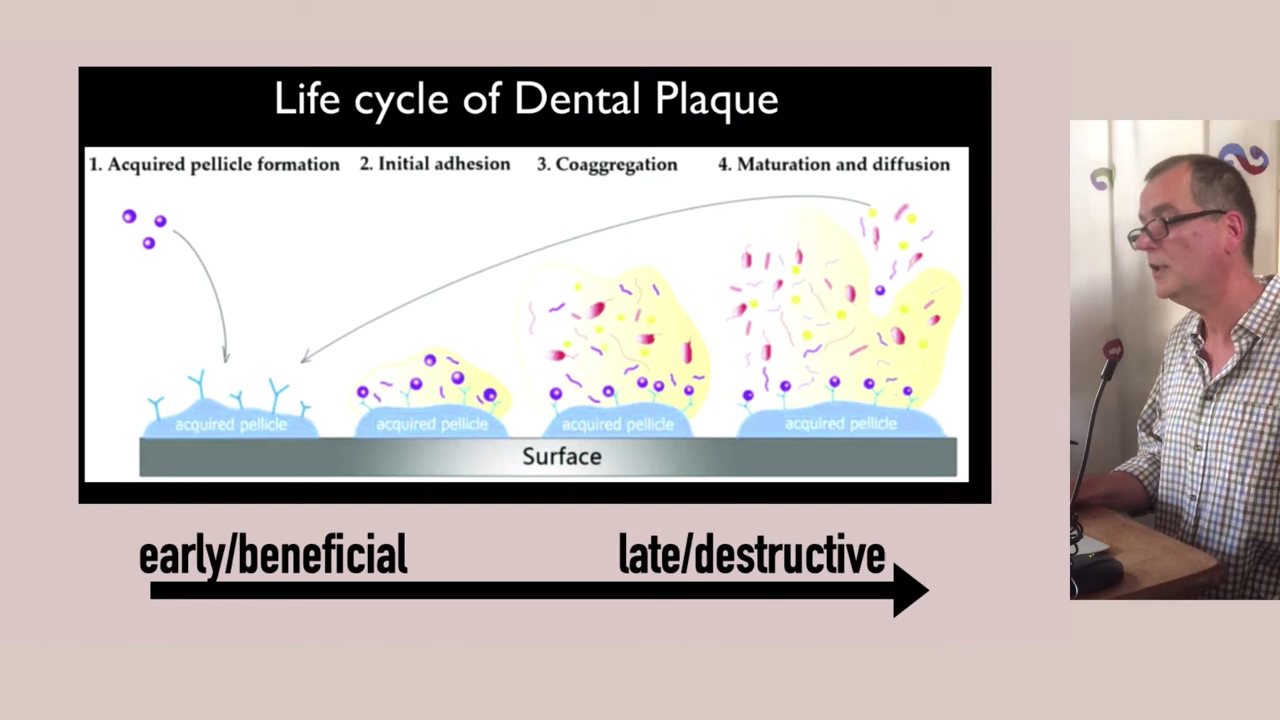 Life cycle of Dental Plaque
1. Acquired pellicle formation 2. Initial adhesion 3. Coaggregation 4. Maturation and diffusion
acquired pellicle acquired pellicle acquired pellicle acquired pellicle
Surface
early/beneficial late/destructive